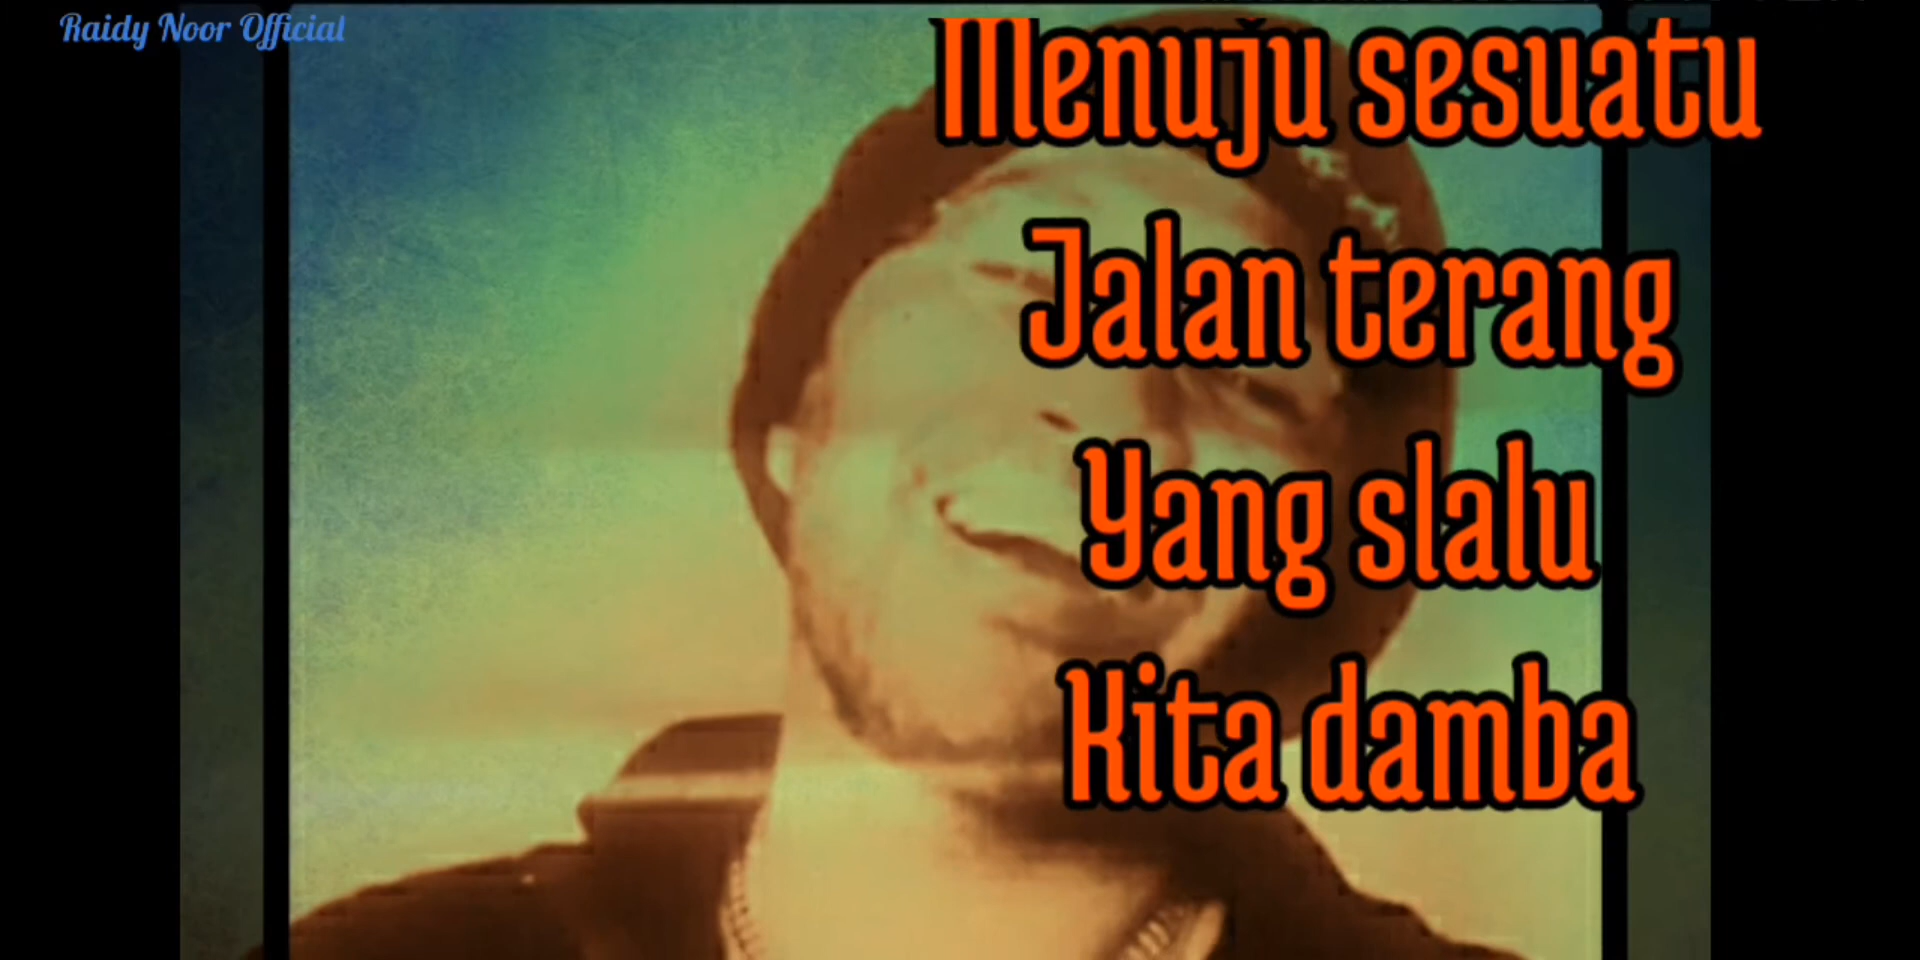 Raidy Noor Official
Menuju sesuatu
Jalan terang
Yang slalu
Kita damba